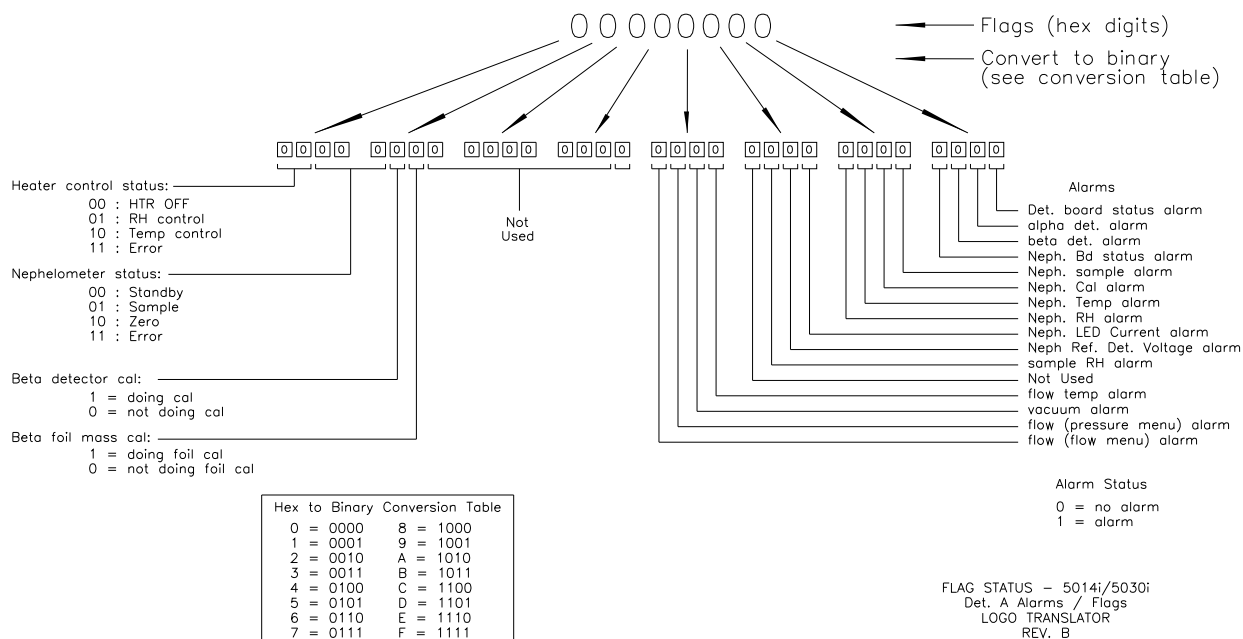 00000000
Flags (hex digits)
Convert to binary
(see conversion table)
0000 0000 0000 0000 0000 0000 0000 0000
Heater control status:
00 : HTR OFF
01 : RH control
10 : Temp control
11 : Error
Nephelometer status:
00 : Standby
01 : Sample
10 : Zero
11 : Error
Beta detector cal:
1 = doing cal
0 = not doing cal
Beta foil mass cal:
1 = doing foil cal
0 = not doing foil cal
Not
Used
Alarms
Det. board status alarm
alpha det. alarm
beta det. alarm
Neph. Bd status alarm
Neph. sample alarm
Neph. Cal alarm
Neph. Temp alarm
Neph. RH alarm
Neph. LED Current alarm
Neph Ref. Det. Voltage alarm
sample RH alarm
Not Used
flow temp alarm
vacuum alarm
flow (pressure menu) alarm
flow (flow menu) alarm
Alarm Status
0 = no alarm
1 = alarm
Hex to Binary Conversion Table
0 = 0000 8 = 1000
1 = 0001 9 = 1001
2 = 0010 A = 1010
3 = 0011 B = 1011
4 = 0100 C = 1100
5 = 0101 D = 1101
6 = 0110 E = 1110
7 = 0111 F = 1111
FLAG STATUS - 5014i/5030i
Det. A Alarms / Flags
LOGO TRANSLATOR
REV. B